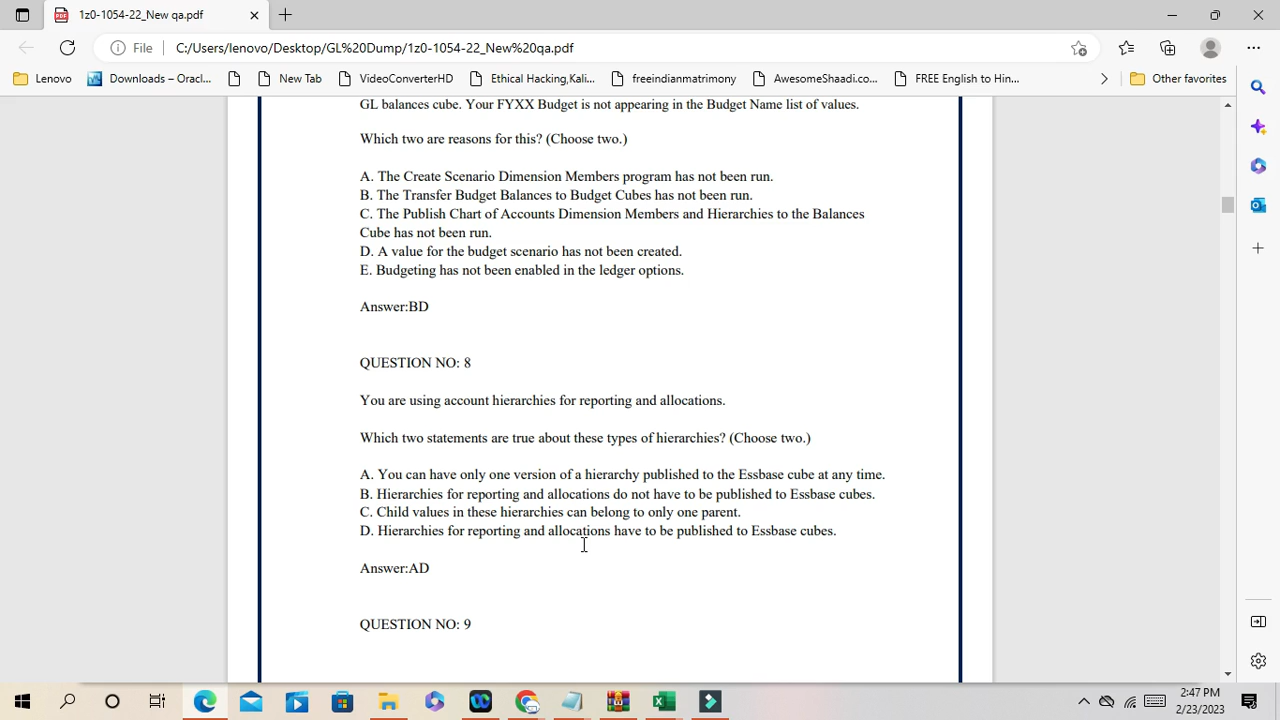 1z0-1054-22_New qa.pdf
File
C:/Users/lenovo/Desktop/GL%20Dump/1z0-1054-22_New%20qa.pdf
Lenovo
Downloads – Oracl...
New Tab
VideoConverterHD
Ethical Hacking,Kali...
freeindianmatrimony
AwesomeShaadi.co...
FREE English to Hin...
Other favorites
GL balances cube. Your FYXX Budget is not appearing in the Budget Name list of values.
Which two are reasons for this? (Choose two.)
A. The Create Scenario Dimension Members program has not been run.
B. The Transfer Budget Balances to Budget Cubes has not been run.
C. The Publish Chart of Accounts Dimension Members and Hierarchies to the Balances
Cube has not been run.
D. A value for the budget scenario has not been created.
E. Budgeting has not been enabled in the ledger options.
Answer:BD
QUESTION NO: 8
You are using account hierarchies for reporting and allocations.
Which two statements are true about these types of hierarchies? (Choose two.)
A. You can have only one version of a hierarchy published to the Essbase cube at any time.
B. Hierarchies for reporting and allocations do not have to be published to Essbase cubes.
C. Child values in these hierarchies can belong to only one parent.
D. Hierarchies for reporting and allocations have to be published to Essbase cubes.
Answer:AD
QUESTION NO: 9
2:47 PM
2/23/2023